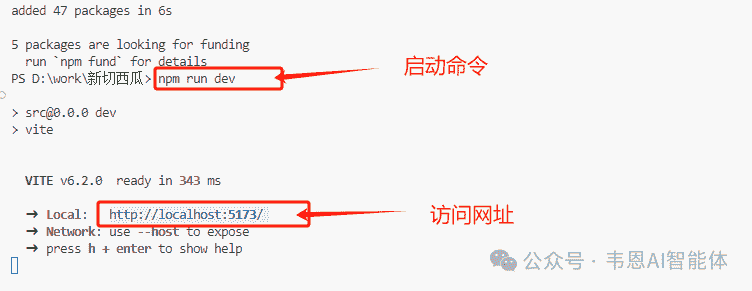 added 47 packages in 6s
5 packages are looking for funding
run `npm fund` for details
PS D:\work\新切西瓜> npm run dev
启动命令
> src@0.0.0 dev
> vite
VITE v6.2.0  ready in 343 ms
➜ Local: http://localhost:5173/
访问网址
➜ Network: use --host to expose
➜ press h + enter to show help
公众号·韦恩AI智能体